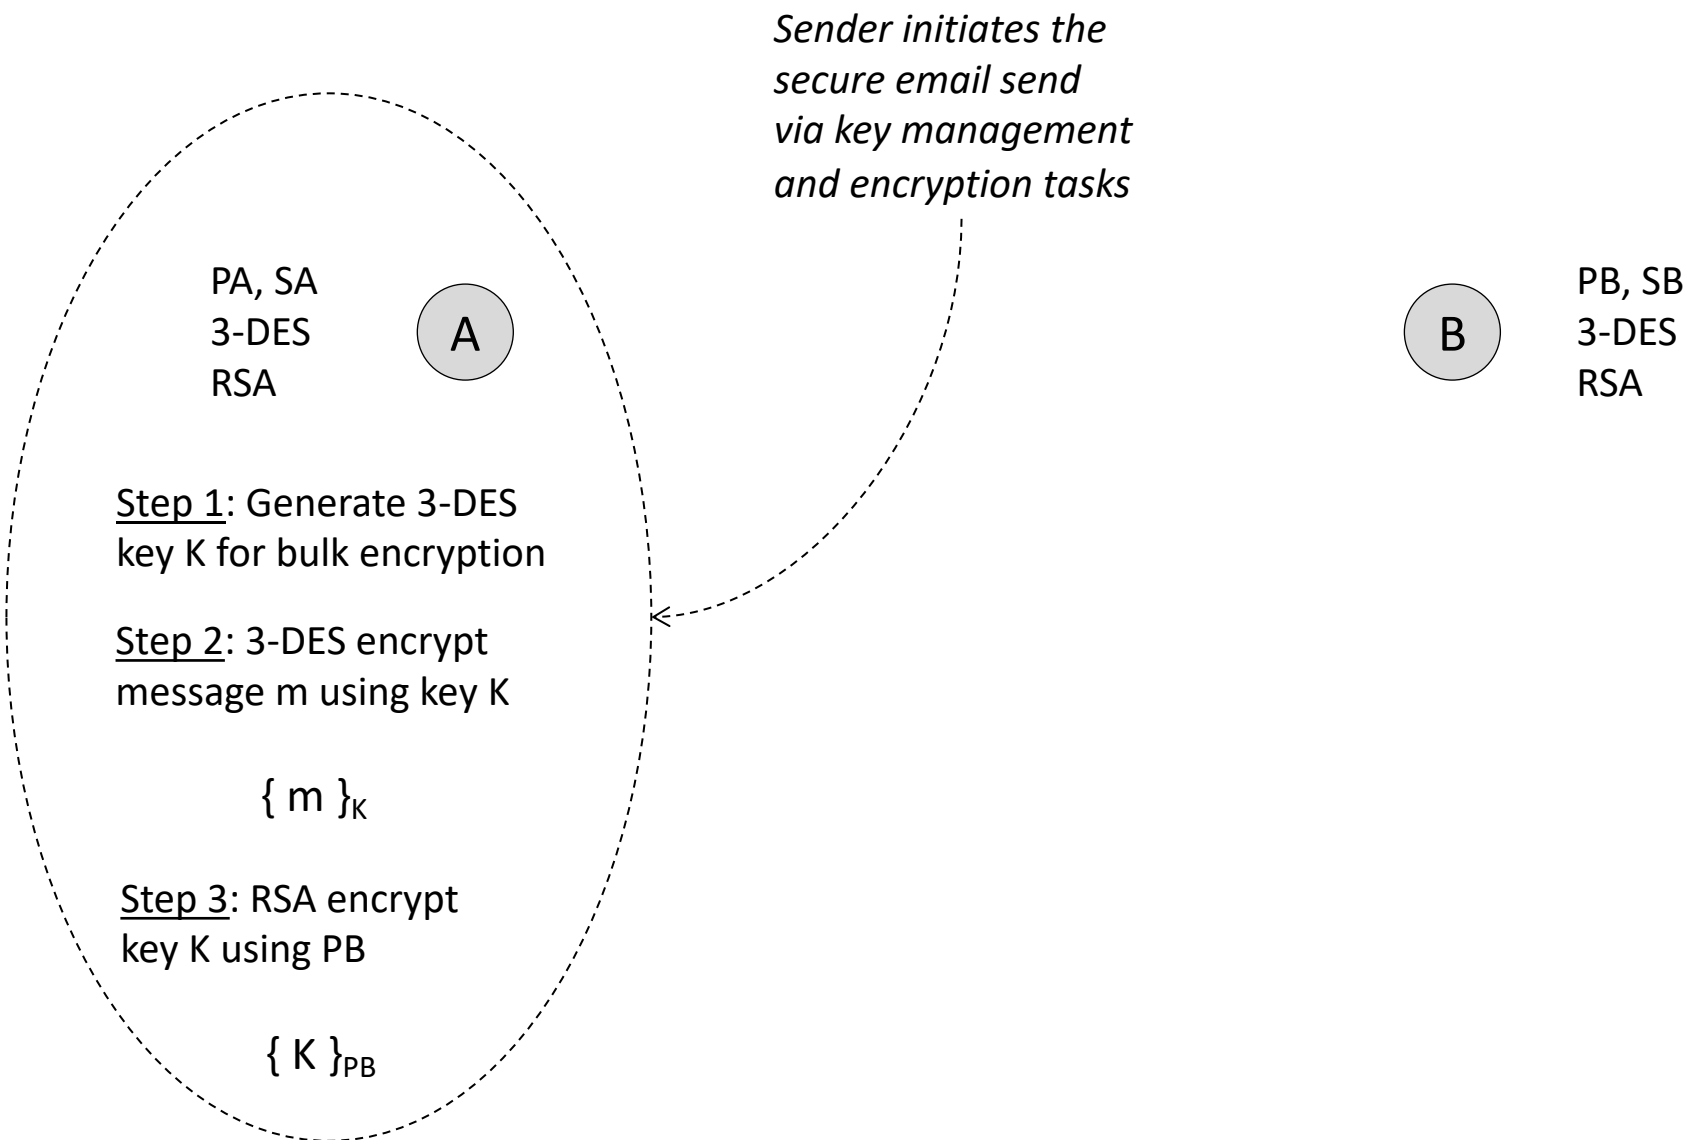 Sender initiates the
secure email send
via key management
and encryption tasks
PA, SA
3-DES
RSA
A
B
PB, SB
3-DES
RSA
Step 1: Generate 3-DES
key K for bulk encryption
Step 2: 3-DES encrypt
message m using key K
{ m }K
Step 3: RSA encrypt
key K using PB
{ K }PB